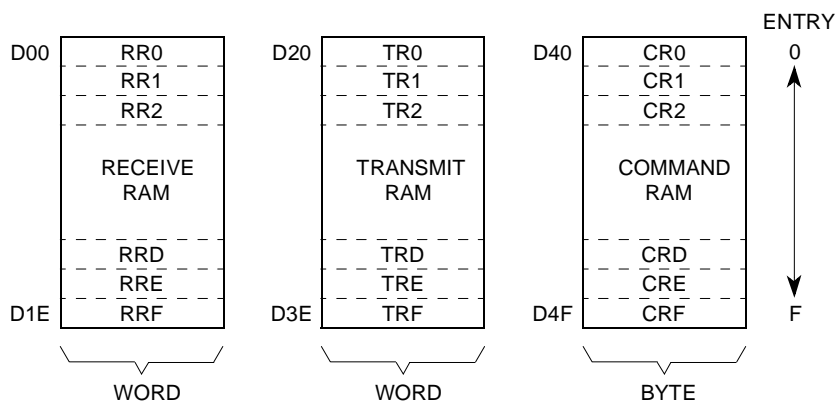 ENTRY
D00 RR0 D20 TR0 D40 CR0 0
RR1 TR1 CR1
RR2 TR2 CR2
RECEIVE TRANSMIT COMMAND
RAM RAM RAM
RRD TRD CRD
RRE TRE CRE
D1E RRF D3E TRF D4F CRF F
WORD WORD BYTE